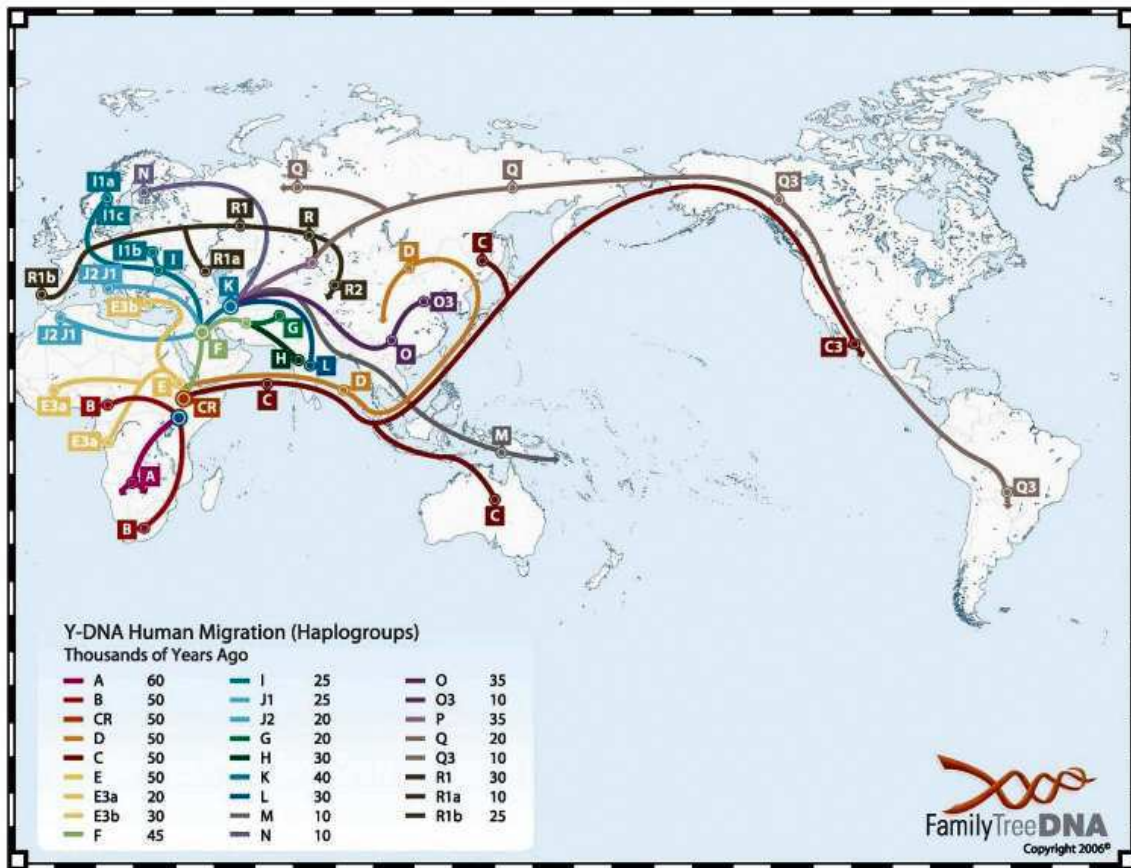 I1a
N
Q
Q
Q3
I1c
R1
R
I1b
I
R1a
D
C
R1b
J2 J1
K
R2
E3b
O3
J2 J1
F
G
O
C3
H
L
E
D
E3a
B
CR
C
E3a
M
A
Q3
B
C
Y-DNA Human Migration (Haplogroups)
Thousands of Years Ago
A 60
B 50
CR 50
D 50
C 50
E 50
E3a 20
E3b 30
F 45
I 25
J1 25
J2 20
G 20
H 30
K 40
L 30
M 10
N 10
O 35
O3 10
P 35
Q 20
Q3 10
R1 30
R1a 10
R1b 25
FamilyTreeDNA
Copyright 2006©